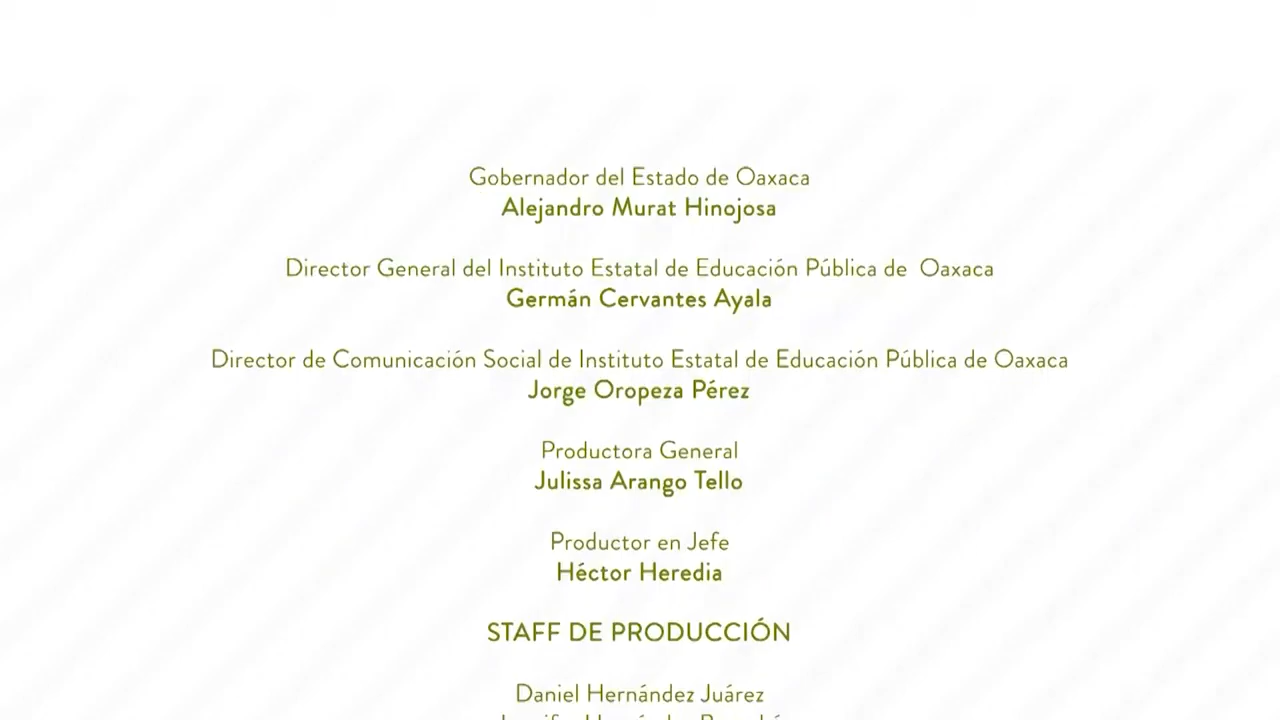 Gobernador del Estado de Oaxaca
Alejandro Murat Hinojosa
Director General del Instituto Estatal de Educación Pública de Oaxaca
Germán Cervantes Ayala
Director de Comunicación Social de Instituto Estatal de Educación Pública de Oaxaca
Jorge Oropeza Pérez
Productora General
Julissa Arango Tello
Productor en Jefe
Héctor Heredia
STAFF DE PRODUCCIÓN
Daniel Hernández Juárez